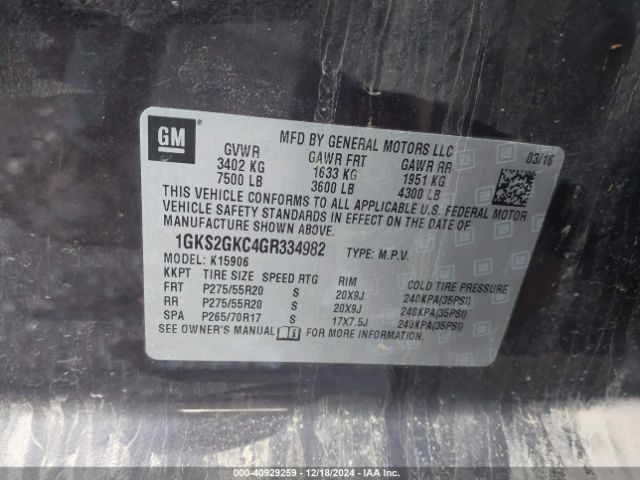 GM ®
MFD BY GENERAL MOTORS LLC 03/16
GVWR GAWR FRT GAWR RR
3402 KG 1633 KG 1951 KG
7500 LB 3600 LB 4300 LB
THIS VEHICLE CONFORMS TO ALL APPLICABLE U.S. FEDERAL MOTOR
VEHICLE SAFETY STANDARDS IN EFFECT ON THE DATE OF
MANUFACTURE SHOWN ABOVE.
1GKS2GKC4GR334982 TYPE: M.P.V.
MODEL: K15906
KKPT TIRE SIZE SPEED RTG RIM COLD TIRE PRESSURE
FRT P275/55R20 S 20X9J 240KPA(35PSI)
RR P275/55R20 S 20X9J 240KPA(35PSI)
SPA P265/70R17 S 17X7.5J 240KPA(35PSI)
SEE OWNER'S MANUAL FOR MORE INFORMATION.
000-40929259 | 12/18/2024 | IAA Inc.